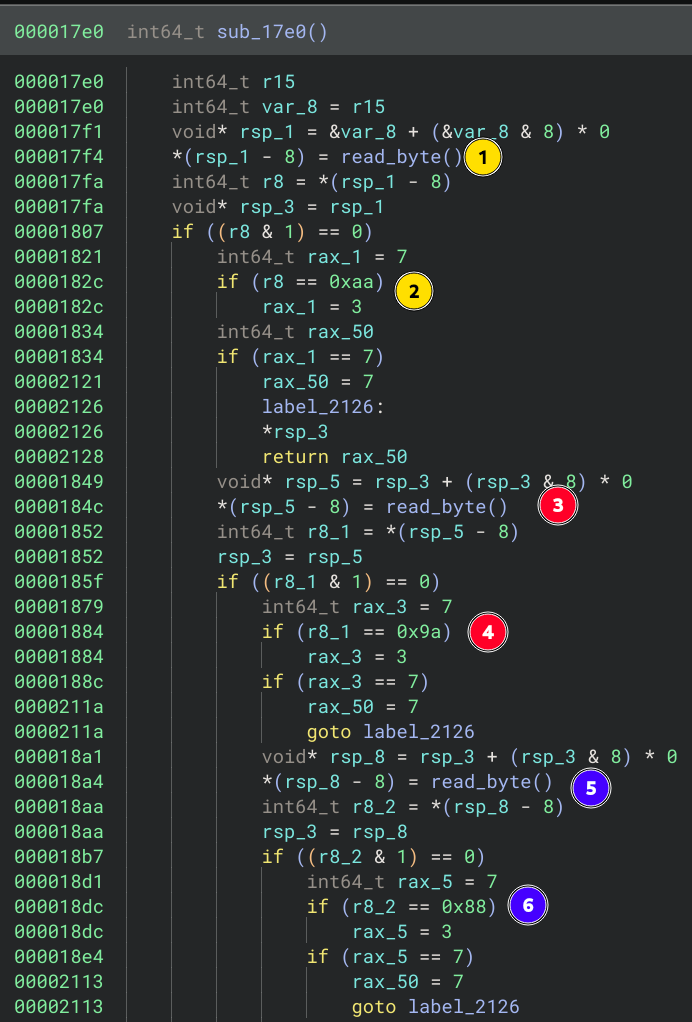 000017e0  int64_t sub_17e0()
000017e0      int64_t r15
000017e0      int64_t var_8 = r15
000017f1      void* rsp_1 = &var_8 + (&var_8 & 8) * 0
000017f4      *(rsp_1 - 8) = read_byte() 1
000017fa      int64_t r8 = *(rsp_1 - 8)
000017fa      void* rsp_3 = rsp_1
00001807      if ((r8 & 1) == 0)
00001821          int64_t rax_1 = 7
0000182c          if (r8 == 0xaa) 2
0000182c              rax_1 = 3
00001834          int64_t rax_50
00001834          if (rax_1 == 7)
00002121              rax_50 = 7
00002126              label_2126:
00002126              *rsp_3
00002128              return rax_50
00001849          void* rsp_5 = rsp_3 + (rsp_3 & 8) * 0
0000184c          *(rsp_5 - 8) = read_byte() 3
00001852          int64_t r8_1 = *(rsp_5 - 8)
00001852          rsp_3 = rsp_5
0000185f          if ((r8_1 & 1) == 0)
00001879              int64_t rax_3 = 7
00001884              if (r8_1 == 0x9a) 4
00001884                  rax_3 = 3
0000188c              if (rax_3 == 7)
0000211a                  rax_50 = 7
0000211a                  goto label_2126
000018a1              void* rsp_8 = rsp_3 + (rsp_3 & 8) * 0
000018a4              *(rsp_8 - 8) = read_byte() 5
000018aa              int64_t r8_2 = *(rsp_8 - 8)
000018aa              rsp_3 = rsp_8
000018b7              if ((r8_2 & 1) == 0)
000018d1                  int64_t rax_5 = 7
000018dc                  if (r8_2 == 0x88) 6
000018dc                      rax_5 = 3
000018e4                  if (rax_5 == 7)
00002113                      rax_50 = 7
00002113                      goto label_2126